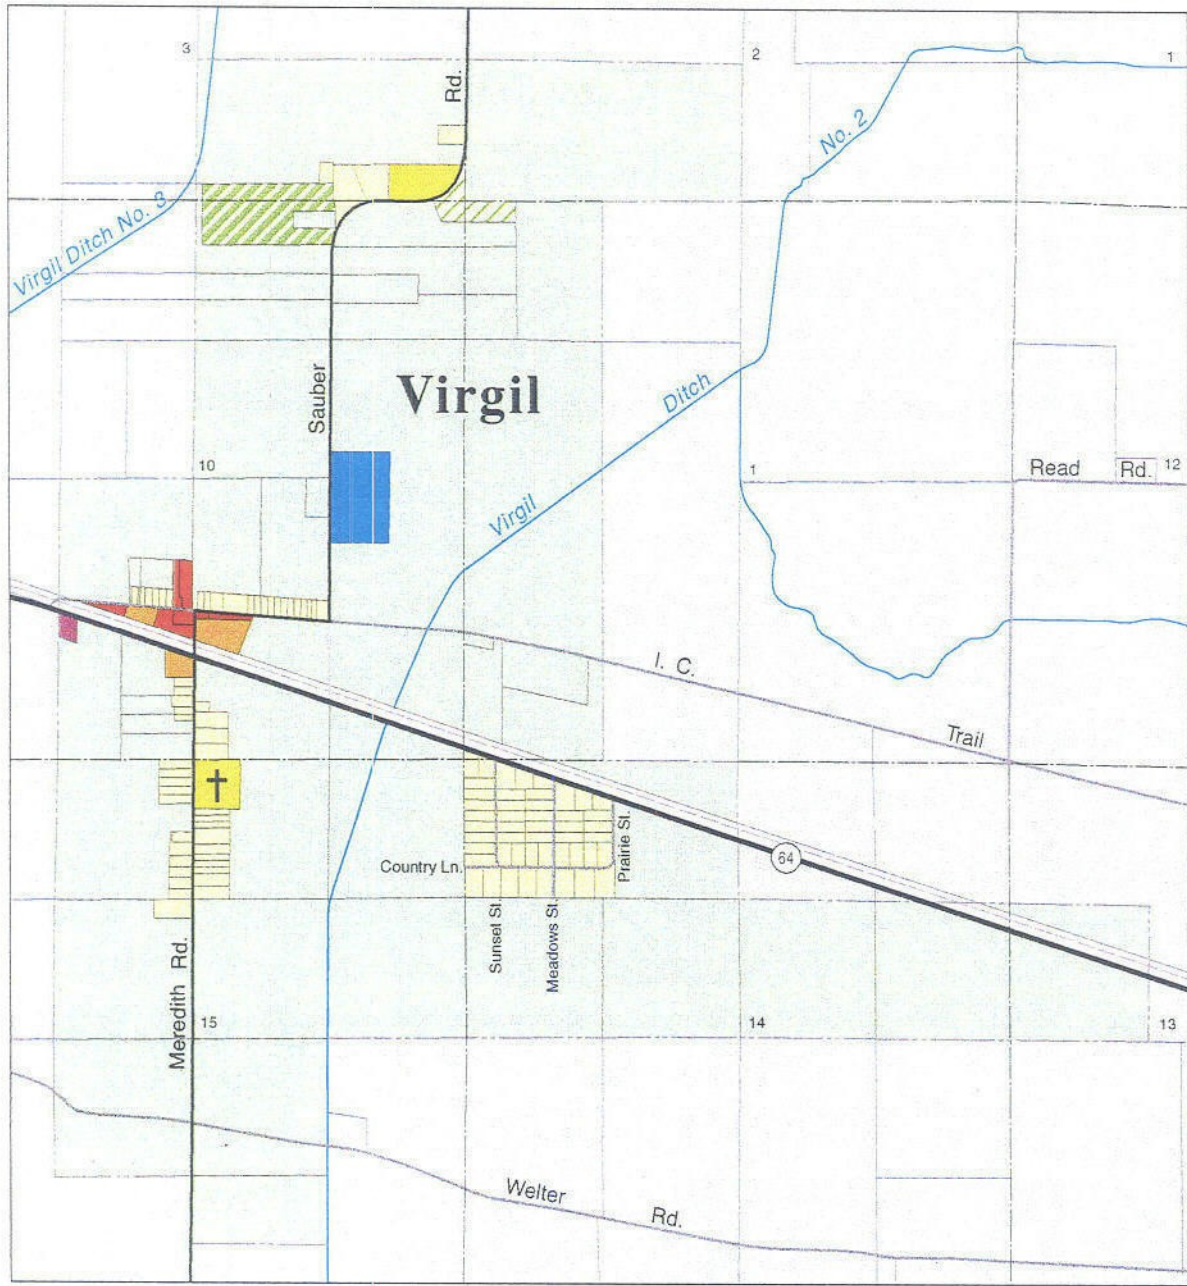 3
2
1
Rd.
No. 2
Virgil Ditch No. 3
Sauber
Virgil
Ditch
10
1
Read Rd.
12
Virgil
I. C.
Trail
Prairie St.
64
Country Ln.
Sunset St.
Meadows St.
Meredith Rd.
15
14
13
Welter
Rd.